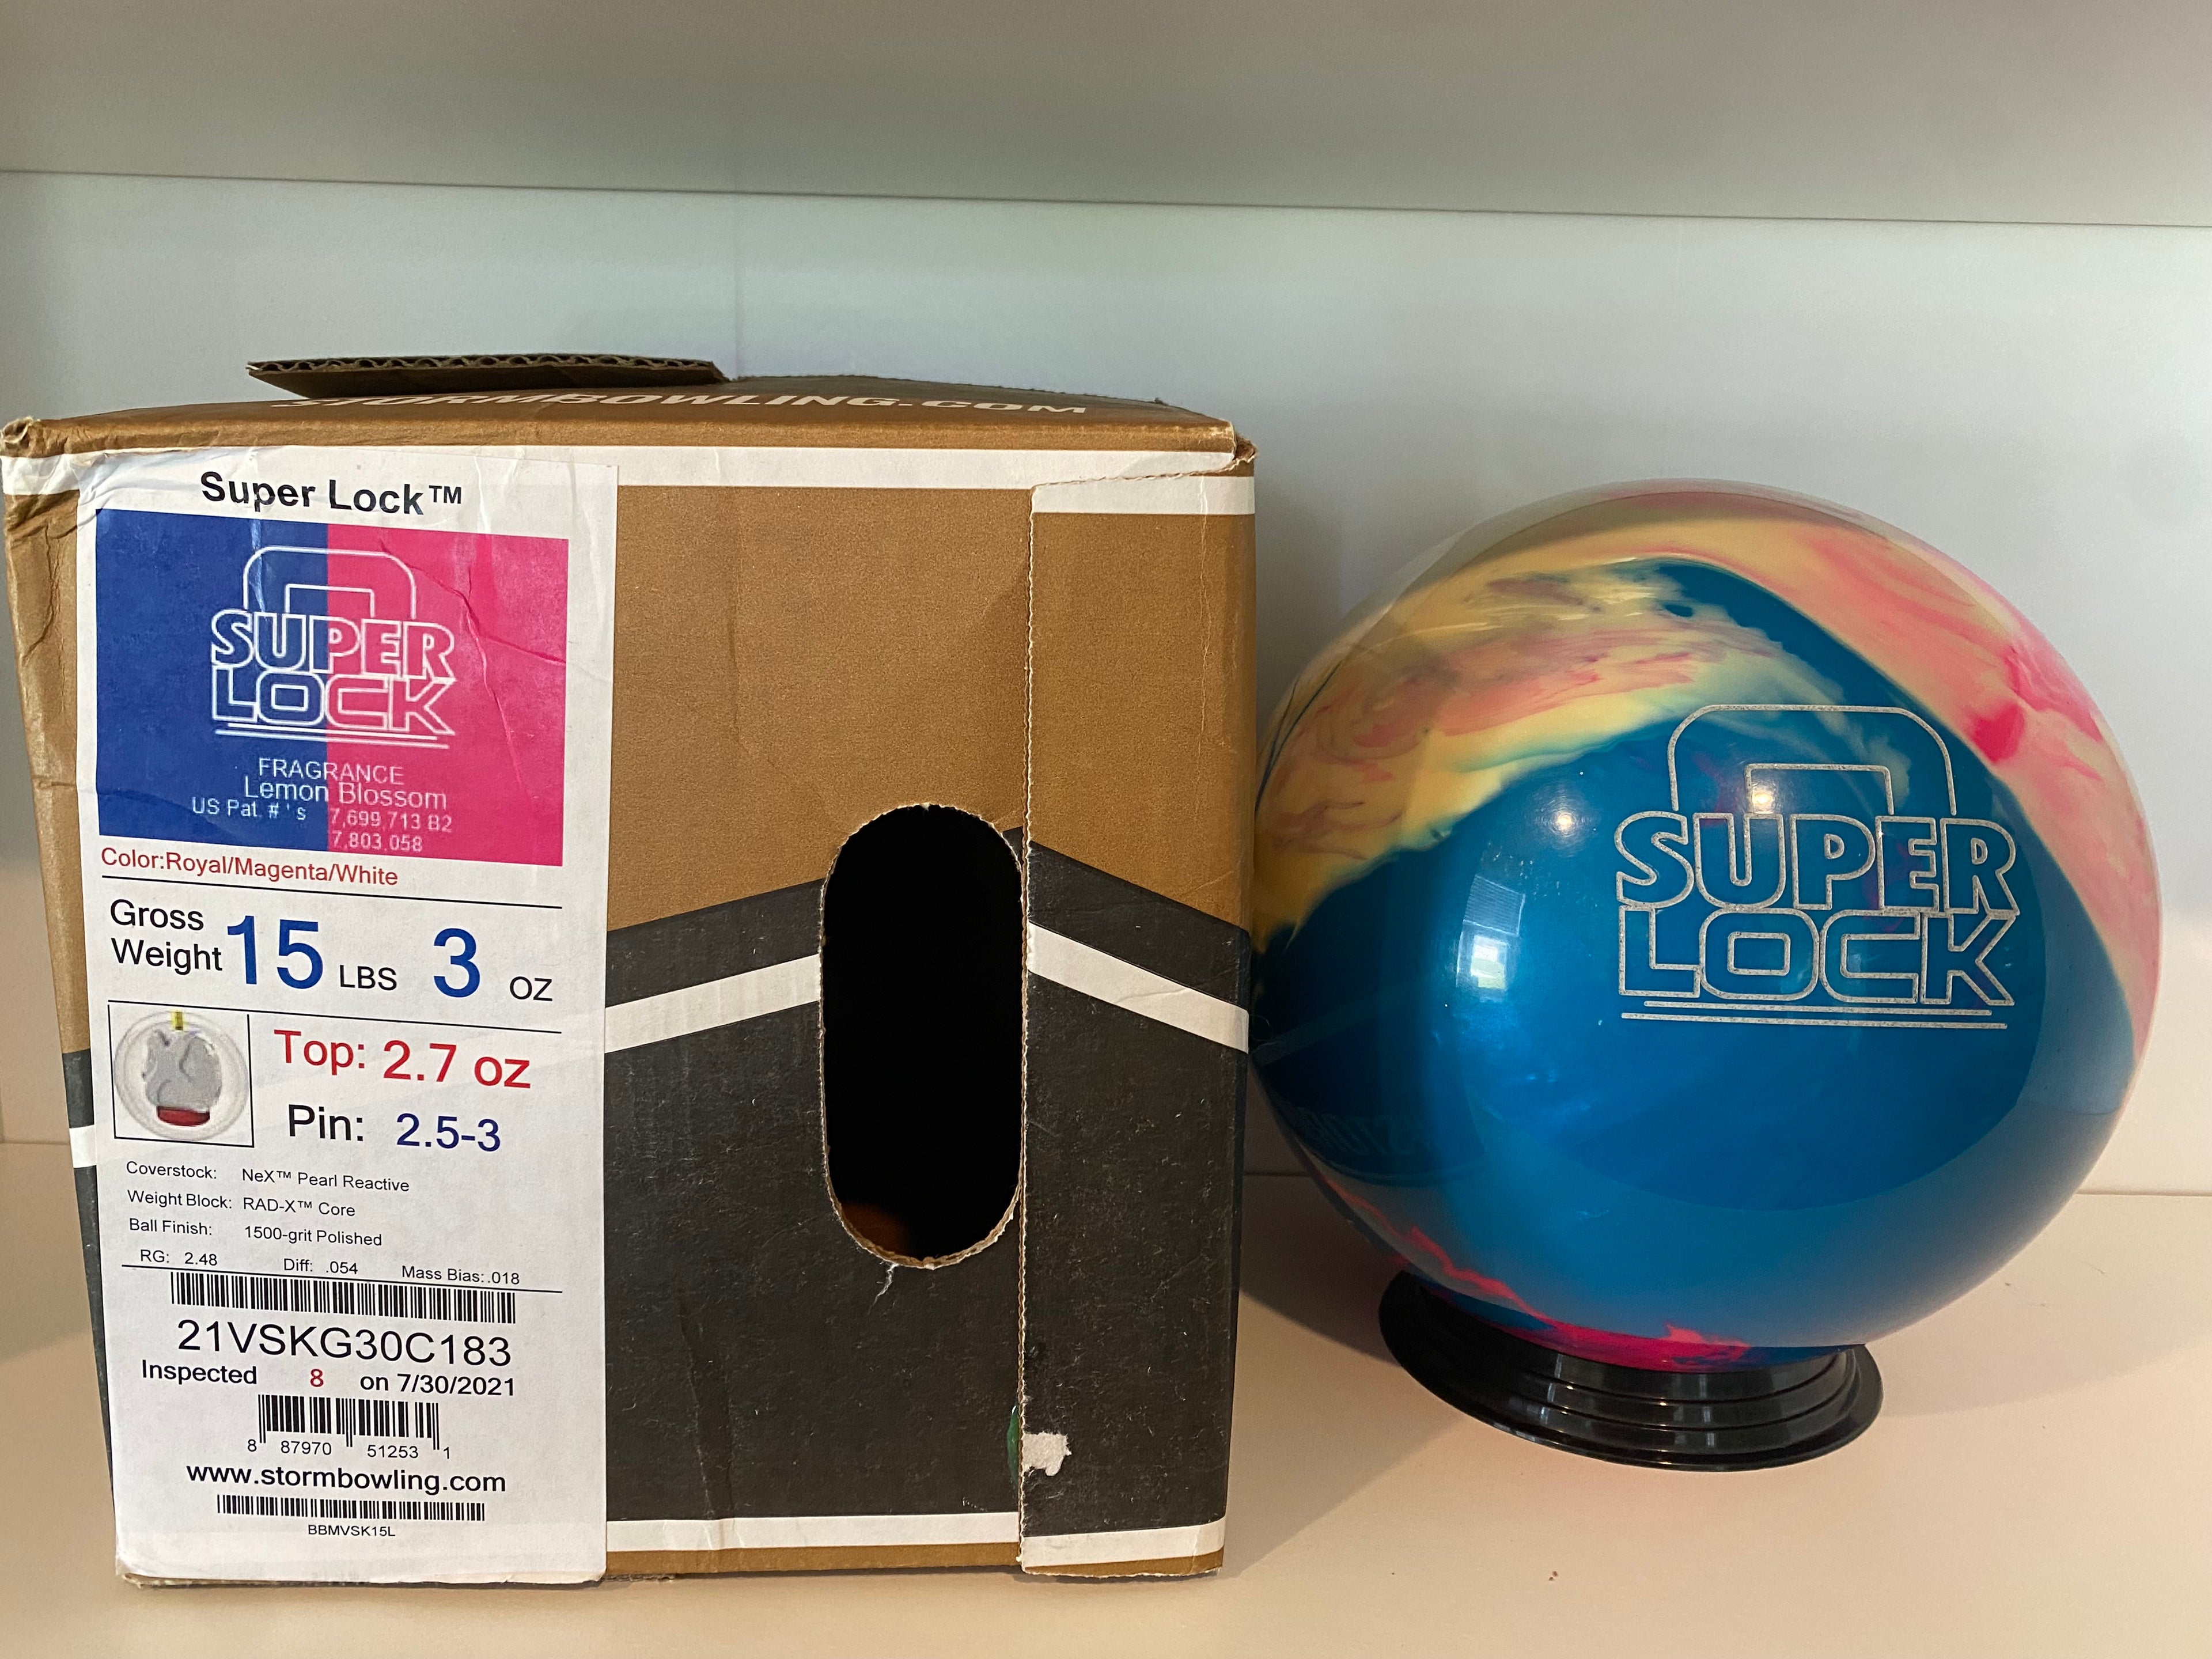 STORMBOWLING.COM
Super Lock™
SUPER
LOCK
FRAGRANCE
Lemon Blossom
US Pat. # ' s 7,699,713 B2
7,803,058
Color:Royal/Magenta/White
Gross
Weight 15 LBS 3 OZ
Top: 2.7 oz
Pin: 2.5-3
Coverstock: NeX™ Pearl Reactive
Weight Block: RAD-X™ Core
Ball Finish: 1500-grit Polished
RG: 2.48 Diff: .054 Mass Bias:.018
21VSKG30C183
Inspected 8 on 7/30/2021
8 87970 51253 1
www.stormbowling.com
BBMVSK15L
SUPER
LOCK